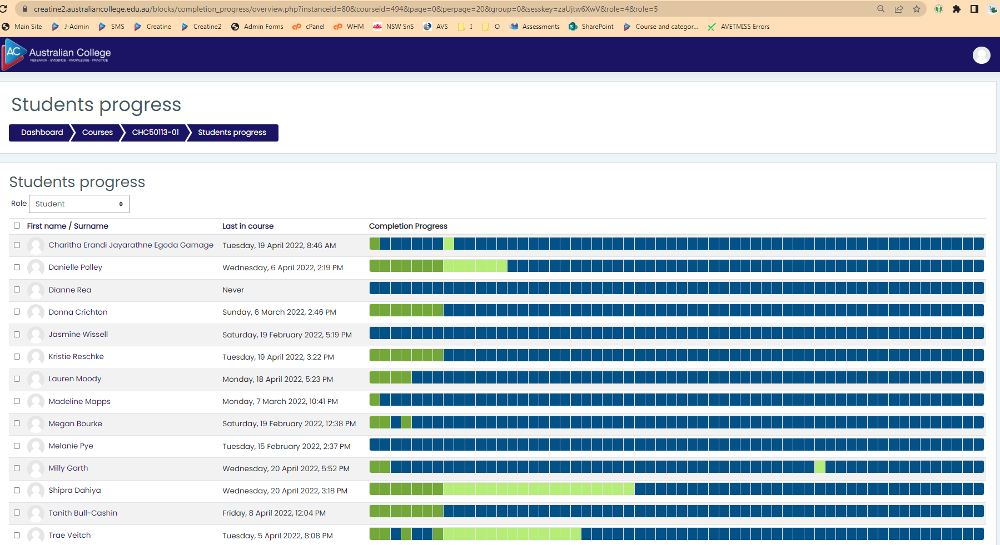 creatine2.australiancollege.edu.au/blocks/completion_progress/overview.php?instanceid=80&courseid=494&page=0&perpage=20&group=0&sesskey=zaUjtw6XwV&role=4&role=5
Main Site J-Admin SMS Creatine Creatine2 Admin Forms cPanel WHM NSW SnS AVS I O Assessments SharePoint Course and categor... AVETMISS Errors
AC Australian College
RESEARCH · EVIDENCE · KNOWLEDGE · PRACTICE
Students progress
Dashboard Courses CHC50113-01 Students progress
Students progress
Role Student
First name / Surname Last in course Completion Progress
Charitha Erandi Jayarathne Egoda Gamage Tuesday, 19 April 2022, 8:46 AM
Danielle Polley Wednesday, 6 April 2022, 2:19 PM
Dianne Rea Never
Donna Crichton Sunday, 6 March 2022, 2:46 PM
Jasmine Wissell Saturday, 19 February 2022, 5:19 PM
Kristie Reschke Tuesday, 19 April 2022, 3:22 PM
Lauren Moody Monday, 18 April 2022, 5:23 PM
Madeline Mapps Monday, 7 March 2022, 10:41 PM
Megan Bourke Saturday, 19 February 2022, 12:38 PM
Melanie Pye Tuesday, 15 February 2022, 2:37 PM
Milly Garth Wednesday, 20 April 2022, 5:52 PM
Shipra Dahiya Wednesday, 20 April 2022, 3:18 PM
Tanith Bull-Cashin Friday, 8 April 2022, 12:04 PM
Trae Veitch Tuesday, 5 April 2022, 8:08 PM